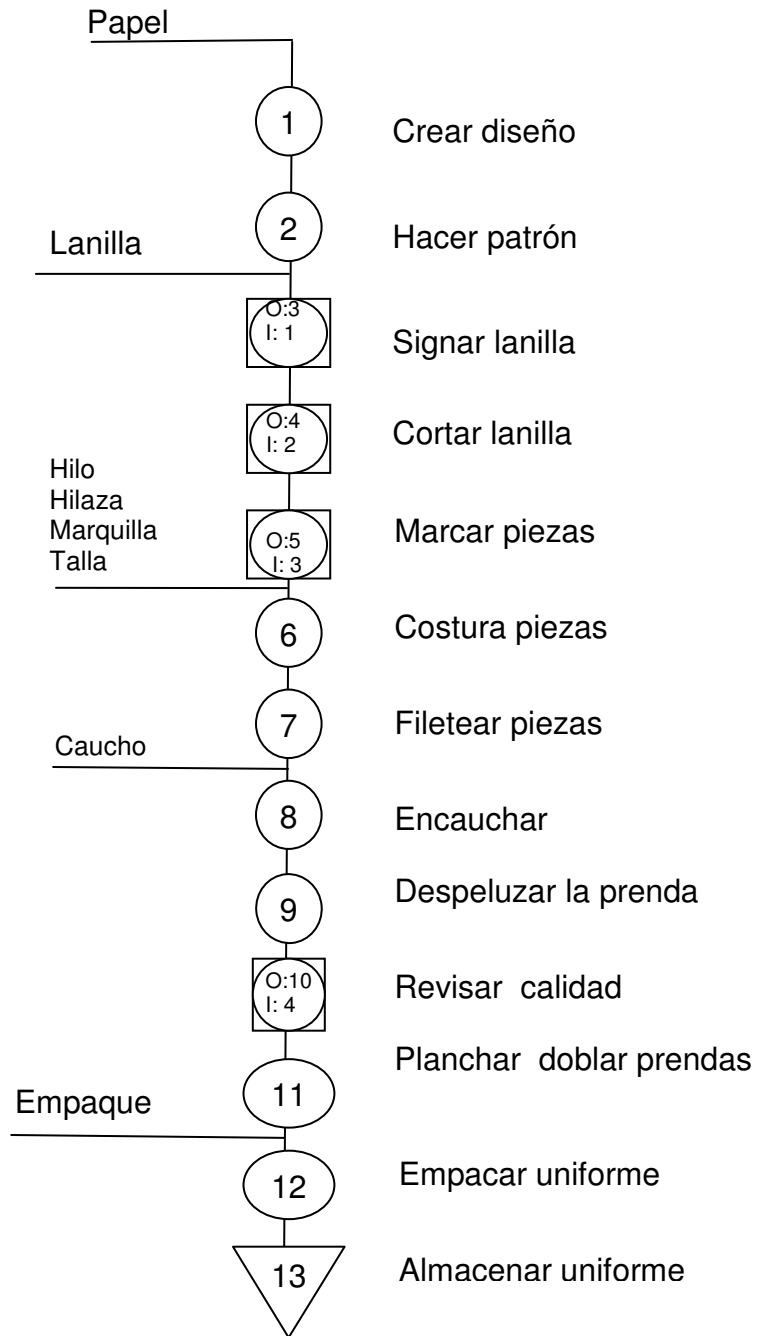 Papel
1
Crear diseño
2
Hacer patrón
Lanilla
O:3
I: 1
Signar lanilla
O:4
I: 2
Cortar lanilla
Hilo
Hilaza
Marquilla
Talla
O:5
I: 3
Marcar piezas
6
Costura piezas
7
Filetear piezas
Caucho
8
Encauchar
9
Despeluzar la prenda
O:10
I: 4
Revisar calidad
11
Planchar doblar prendas
Empaque
12
Empacar uniforme
13
Almacenar uniforme